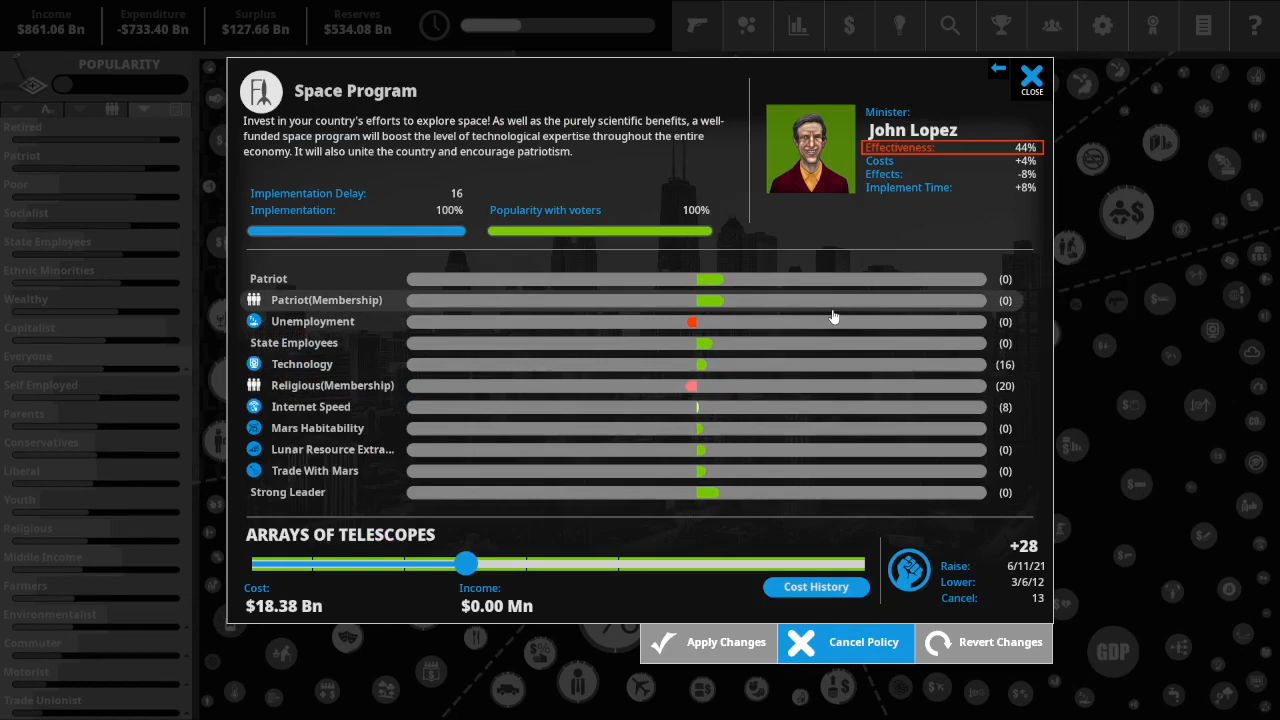 Income Expenditure Surplus Reserves
$861.06 Bn -$733.40 Bn $127.66 Bn $534.08 Bn
POPULARITY
Retired
Patriot
Poor
Socialist
State Employees
Ethnic Minorities
Wealthy
Capitalist
Everyone
Self Employed
Parents
Conservatives
Liberal
Youth
Religious
Middle Income
Farmers
Environmentalist
Commuter
Motorist
Trade Unionist
Space Program
CLOSE
Invest in your country's efforts to explore space! As well as the purely scientific benefits, a well-
funded space program will boost the level of technological expertise throughout the entire
economy. It will also unite the country and encourage patriotism.
Implementation Delay: 16
Implementation: 100% Popularity with voters 100%
Minister:
John Lopez
Effectiveness: 44%
Costs +4%
Effects: -8%
Implement Time: +8%
Patriot (0)
Patriot(Membership) (0)
Unemployment (0)
State Employees (0)
Technology (16)
Religious(Membership) (20)
Internet Speed (8)
Mars Habitability (0)
Lunar Resource Extra... (0)
Trade With Mars (0)
Strong Leader (0)
ARRAYS OF TELESCOPES
Cost: Income:
$18.38 Bn $0.00 Mn
Cost History
+28
Raise: 6/11/21
Lower: 3/6/12
Cancel: 13
Apply Changes Cancel Policy Revert Changes
GDP